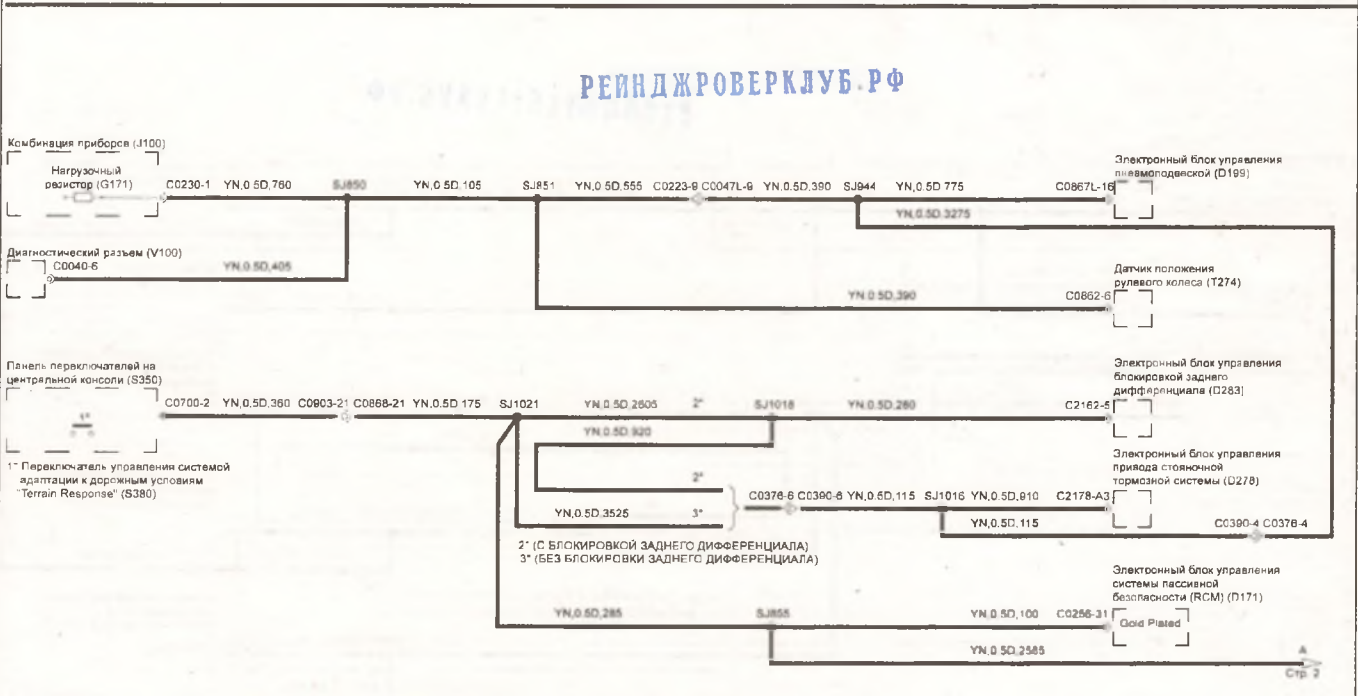 РЕЙНДЖРОВЕРКЛУБ.РФ
Комбинация приборов (J100)
Нагрузочный
резистор (G171)
C0230-1 YN,0.5D,760 SJ850 YN,0.5D,105 SJ851 YN,0.5D,555 C0223-9 C0047L-9 YN,0.5D,390 SJ944 YN,0.5D,775 C0867L-16
Электронный блок управления
пневмоподвеской (D199)
YN,0.5D,3275
Диагностический разъем (V100)
C0040-6 YN,0.5D,405
Датчик положения
рулевого колеса (T274)
YN,0.5D,390 C0862-6
Панель переключателей на
центральной консоли (S350)
1*
C0700-2 YN,0.5D,360 C0903-21 C0868-21 YN,0.5D,175 SJ1021 YN,0.5D,2605 2* SJ1018 YN,0.5D,260 C2162-5
Электронный блок управления
блокировкой заднего
дифференциала (D283)
YN,0.5D,920
1* Переключатель управления системой
адаптации к дорожным условиям
"Terrain Response" (S380)
Электронный блок управления
привода стояночной
тормозной системы (D278)
2*
YN,0.5D,3525 3*
C0376-6 C0390-6 YN,0.5D,115 SJ1016 YN,0.5D,910 C2178-A3
YN,0.5D,115
C0390-4 C0376-4
2* (С БЛОКИРОВКОЙ ЗАДНЕГО ДИФФЕРЕНЦИАЛА)
3* (БЕЗ БЛОКИРОВКИ ЗАДНЕГО ДИФФЕРЕНЦИАЛА)
Электронный блок управления
системы пассивной
безопасности (RCM) (D171)
YN,0.5D,285 SJ855 YN,0.5D,100 C0256-31
Gold Plated
YN,0.5D,2585
A
Стр. 2